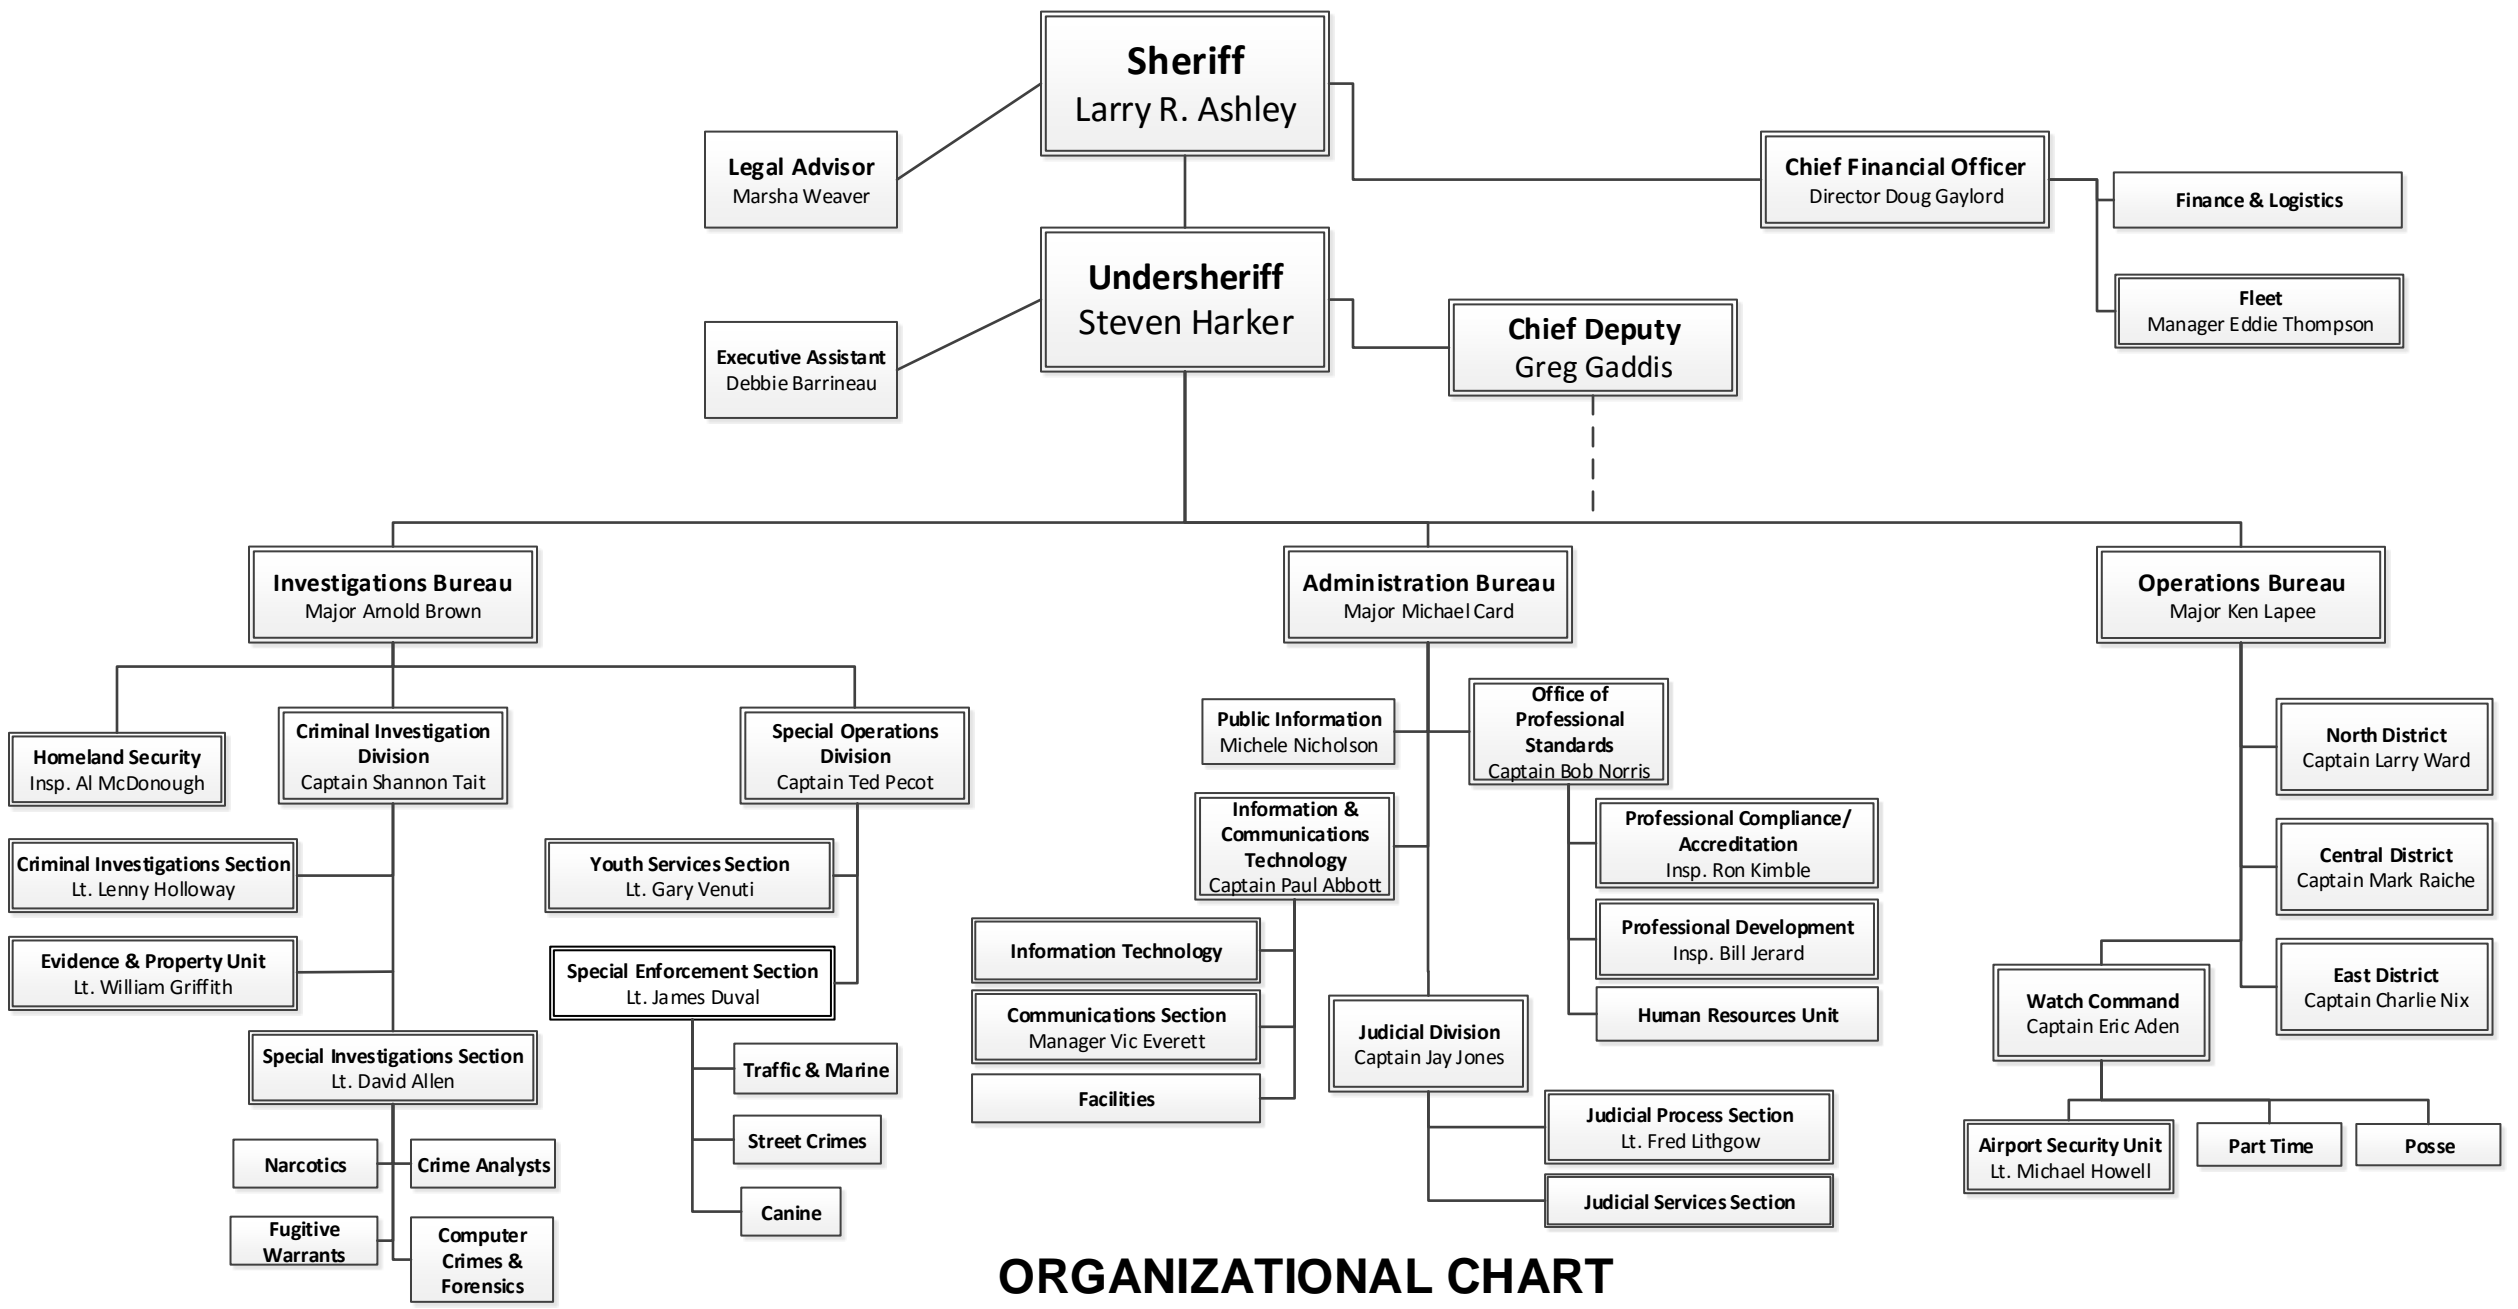 Sheriff
Larry R. Ashley
Legal Advisor
Marsha Weaver
Chief Financial Officer
Director Doug Gaylord
Finance & Logistics
Fleet
Manager Eddie Thompson
Undersheriff
Steven Harker
Executive Assistant
Debbie Barrineau
Chief Deputy
Greg Gaddis
Investigations Bureau
Major Arnold Brown
Administration Bureau
Major Michael Card
Operations Bureau
Major Ken Lapee
Homeland Security
Insp. Al McDonough
Criminal Investigation
Division
Captain Shannon Tait
Special Operations
Division
Captain Ted Pecot
Criminal Investigations Section
Lt. Lenny Holloway
Evidence & Property Unit
Lt. William Griffith
Special Investigations Section
Lt. David Allen
Narcotics
Crime Analysts
Fugitive
Warrants
Computer
Crimes &
Forensics
Youth Services Section
Lt. Gary Venuti
Special Enforcement Section
Lt. James Duval
Traffic & Marine
Street Crimes
Canine
Public Information
Michele Nicholson
Office of
Professional
Standards
Captain Bob Norris
Information &
Communications
Technology
Captain Paul Abbott
Information Technology
Communications Section
Manager Vic Everett
Facilities
Professional Compliance/
Accreditation
Insp. Ron Kimble
Professional Development
Insp. Bill Jerard
Human Resources Unit
Judicial Division
Captain Jay Jones
Judicial Process Section
Lt. Fred Lithgow
Judicial Services Section
North District
Captain Larry Ward
Central District
Captain Mark Raiche
East District
Captain Charlie Nix
Watch Command
Captain Eric Aden
Airport Security Unit
Lt. Michael Howell
Part Time
Posse
ORGANIZATIONAL CHART